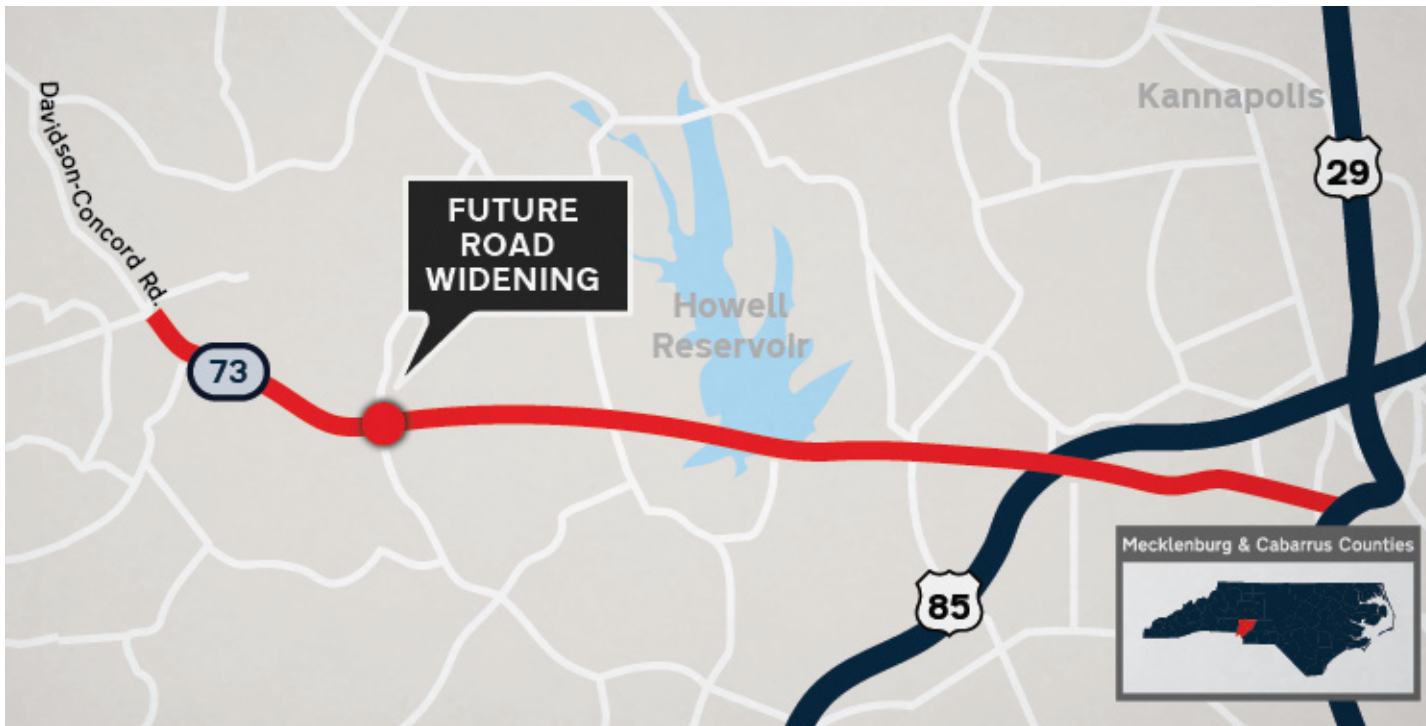 Kannapolis
29
Davidson-Concord Rd.
FUTURE
ROAD
WIDENING
Howell
Reservoir
73
Mecklenburg & Cabarrus Counties
85